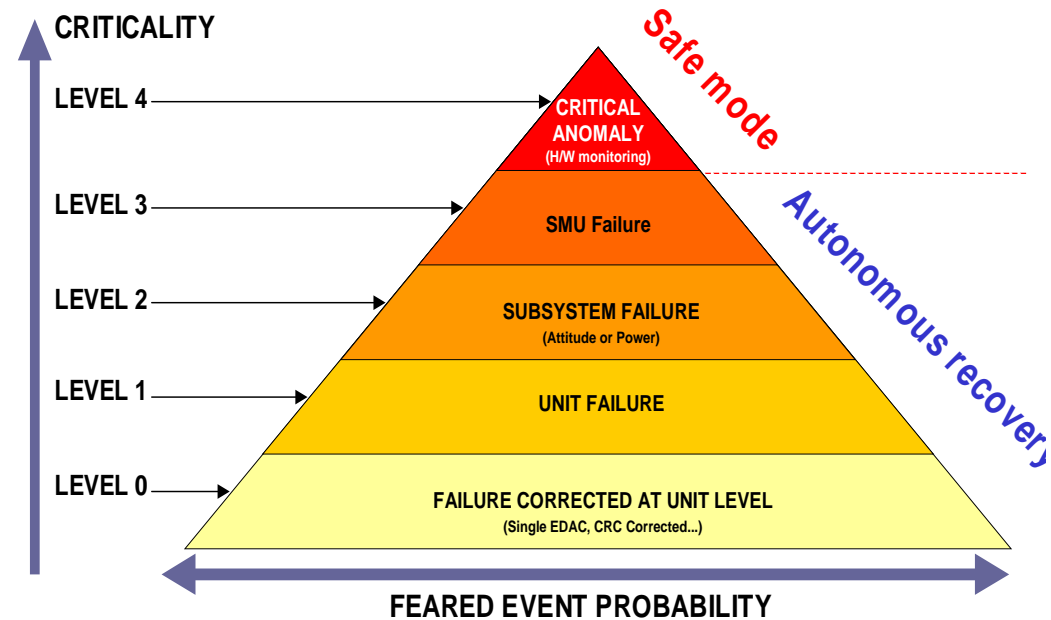 CRITICALITY
Safe mode
LEVEL 4
CRITICAL
ANOMALY
(H/W monitoring)
LEVEL 3
SMU Failure
Autonomous recovery
LEVEL 2
SUBSYSTEM FAILURE
(Attitude or Power)
LEVEL 1
UNIT FAILURE
LEVEL 0
FAILURE CORRECTED AT UNIT LEVEL
(Single EDAC, CRC Corrected...)
FEARED EVENT PROBABILITY